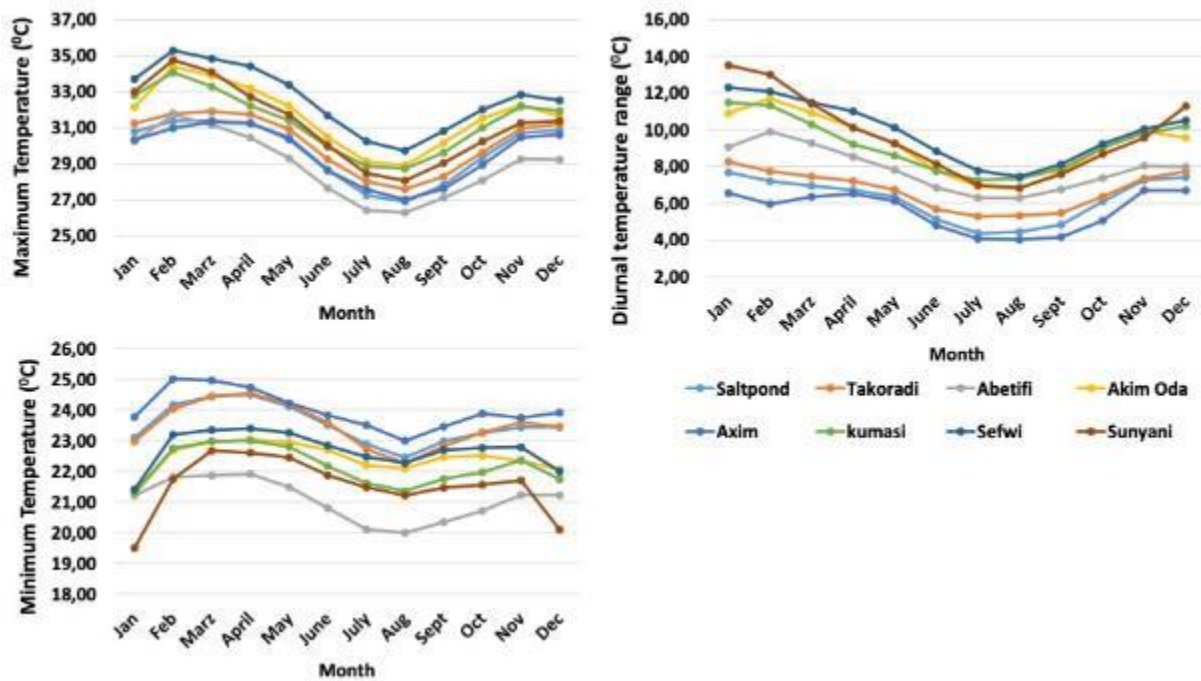 Maximum Temperature (⁰C)
37,00
35,00
33,00
31,00
29,00
27,00
25,00
Jan Feb Marz April May June July Aug Sept Oct Nov Dec
Month
Diurnal temperature range (⁰C)
16,00
14,00
12,00
10,00
8,00
6,00
4,00
2,00
Jan Feb Marz April May June July Aug Sept Oct Nov Dec
Month
Minimum Temperature (⁰C)
26,00
25,00
24,00
23,00
22,00
21,00
20,00
19,00
18,00
Jan Feb Marz April May June July Aug Sept Oct Nov Dec
Month
Saltpond Takoradi Abetifi Akim Oda
Axim kumasi Sefwi Sunyani